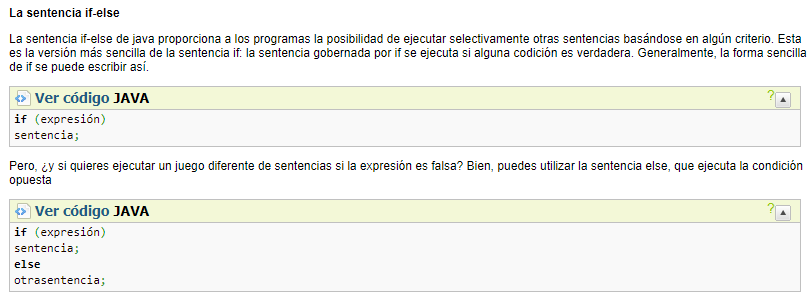 La sentencia if-else
La sentencia if-else de java proporciona a los programas la posibilidad de ejecutar selectivamente otras sentencias basándose en algún criterio. Esta
es la versión más sencilla de la sentencia if: la sentencia gobernada por if se ejecuta si alguna codición es verdadera. Generalmente, la forma sencilla
de if se puede escribir así.
Ver código JAVA ?
if (expresión)
sentencia;
Pero, ¿y si quieres ejecutar un juego diferente de sentencias si la expresión es falsa? Bien, puedes utilizar la sentencia else, que ejecuta la condición
opuesta
Ver código JAVA ?
if (expresión)
sentencia;
else
otrasentencia;